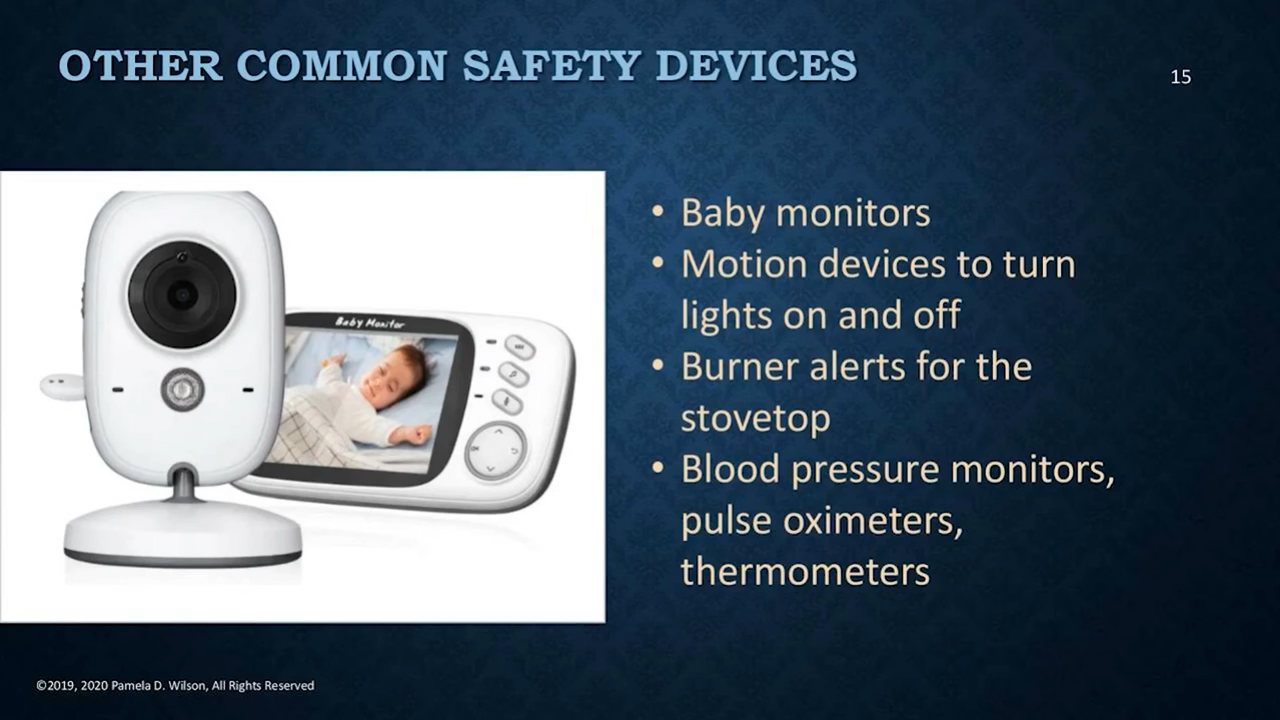 OTHER COMMON SAFETY DEVICES
15
Baby Monitor
• Baby monitors
• Motion devices to turn
lights on and off
• Burner alerts for the
stovetop
• Blood pressure monitors,
pulse oximeters,
thermometers
©2019, 2020 Pamela D. Wilson, All Rights Reserved